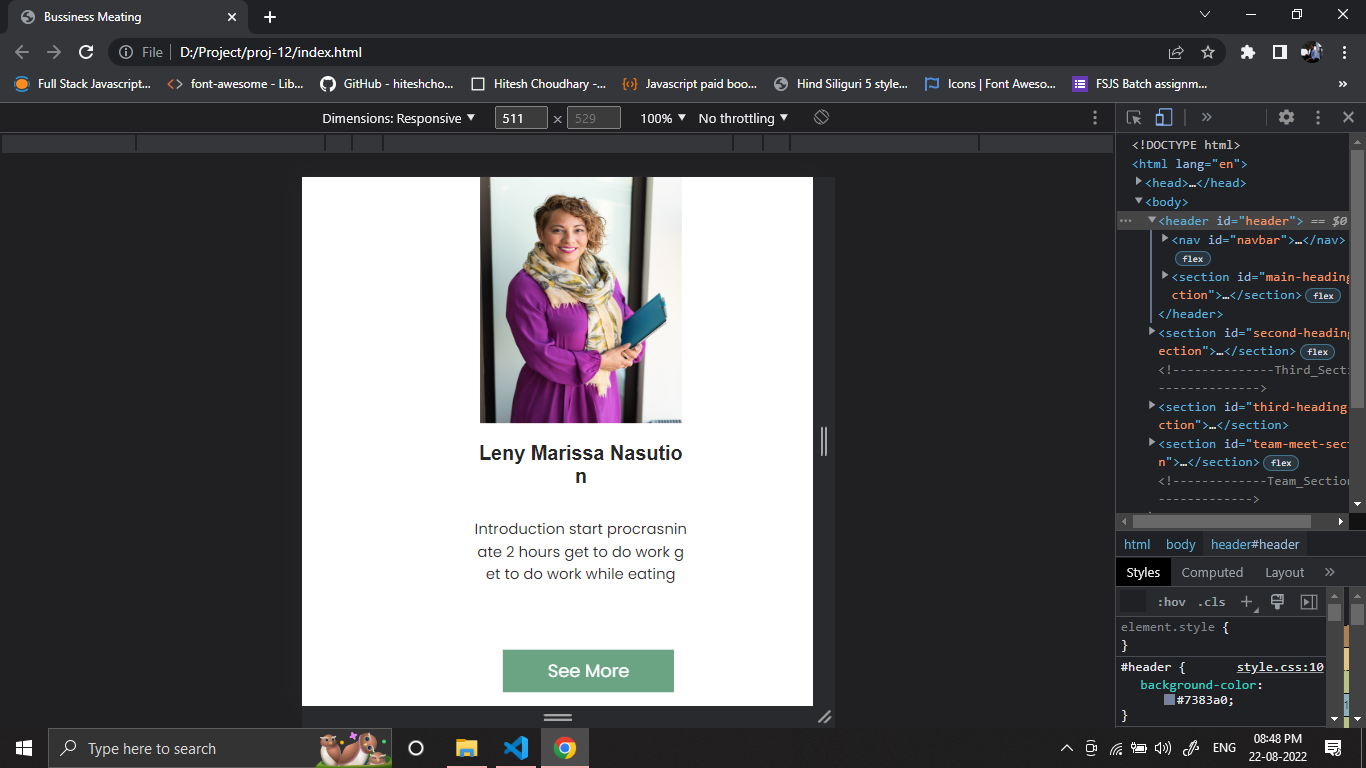 Bussiness Meating
File D:/Project/proj-12/index.html
Full Stack Javascript... font-awesome - Lib... GitHub - hiteshcho... Hitesh Choudhary -... Javascript paid boo... Hind Siliguri 5 style... Icons | Font Aweso... FSJS Batch assignm... »
Dimensions: Responsive 511 × 529 100% No throttling
<!DOCTYPE html>
<html lang="en">
<head>…</head>
<body>
<header id="header"> == $0
<nav id="navbar">…</nav>
flex
<section id="main-heading
ction">…</section> flex
</header>
<section id="second-heading
ection">…</section> flex
<!--------------Third_Secti
-------------->
<section id="third-heading
ction">…</section>
<section id="team-meet-sect
n">…</section> flex
<!-------------Team_Section
------------->
Leny Marissa Nasutio
n
Introduction start procrasnin
ate 2 hours get to do work g
et to do work while eating
See More
html body header#header
Styles Computed Layout »
:hov .cls
element.style {
}
#header { style.css:10
background-color:
#7383a0;
}
Type here to search
ENG
08:48 PM
22-08-2022